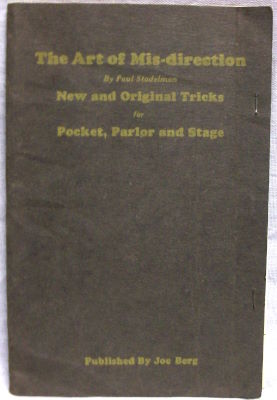 The Art of Mis-direction
By Paul Stadelman
New and Original Tricks
for
Pocket, Parlor and Stage
Published By Joe Berg